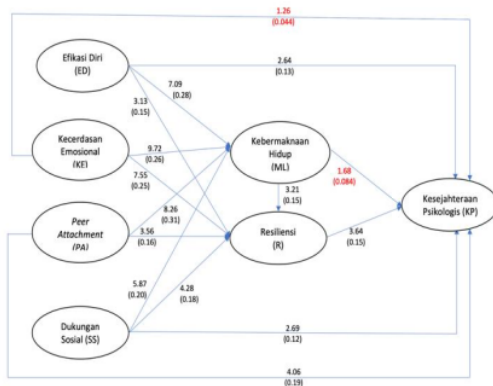 1.26
(0.044)
Efikasi Diri
(ED)
2.64
(0.13)
7.09
(0.28)
3.13
(0.15)
Kecerdasan
Emosional
(KE)
9.72
(0.26)
7.55
(0.25)
Kebermaknaan
Hidup
(ML)
1.68
(0.084)
3.21
(0.15)
Kesejahteraan
Psikologis (KP)
Peer
Attachment
(PA)
8.26
(0.31)
3.56
(0.16)
Resiliensi
(R)
3.64
(0.15)
5.87
(0.20)
4.28
(0.18)
Dukungan
Sosial (SS)
2.69
(0.12)
4.06
(0.19)